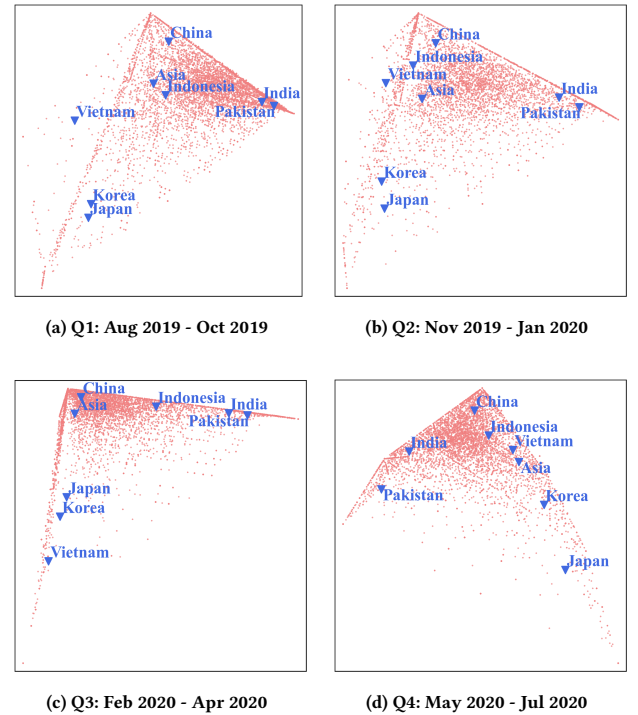 China
Asia
Indonesia
India
Pakistan
Vietnam
Korea
Japan
(a) Q1: Aug 2019 - Oct 2019
China
Indonesia
Vietnam
Asia
India
Pakistan
Korea
Japan
(b) Q2: Nov 2019 - Jan 2020
China
Asia
Indonesia
India
Pakistan
Japan
Korea
Vietnam
(c) Q3: Feb 2020 - Apr 2020
China
Indonesia
India
Vietnam
Asia
Pakistan
Korea
Japan
(d) Q4: May 2020 - Jul 2020